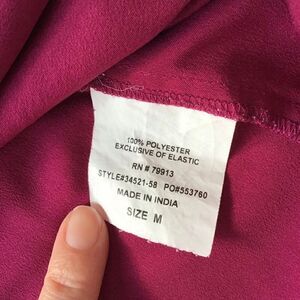 100% POLYESTER
EXCLUSIVE OF ELASTIC
RN # 79913
STYLE#34521-58 PO#553760
MADE IN INDIA
SIZE M